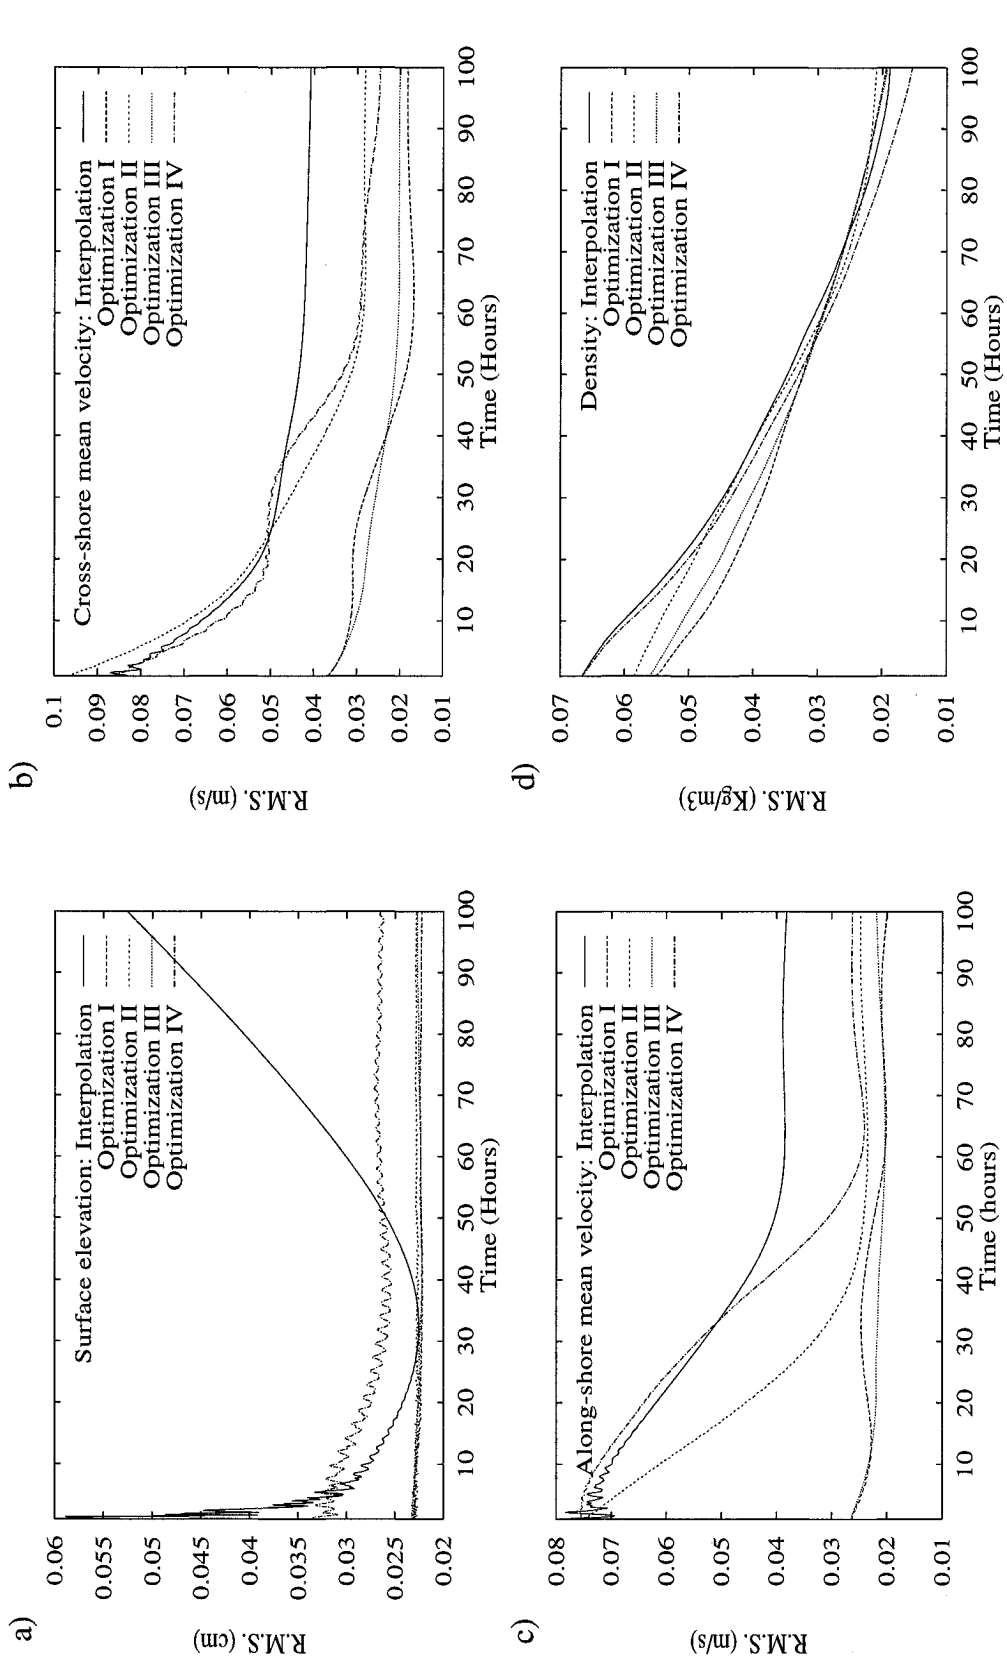 a)
R.M.S. (cm)
0.06
0.055
0.05
0.045
0.04
0.035
0.03
0.025
0.02
Surface elevation: Interpolation
Optimization I
Optimization II
Optimization III
Optimization IV
10 20 30 40 50 60 70 80 90 100
Time (Hours)
b)
R.M.S. (m/s)
0.1
0.09
0.08
0.07
0.06
0.05
0.04
0.03
0.02
0.01
Cross-shore mean velocity: Interpolation
Optimization I
Optimization II
Optimization III
Optimization IV
10 20 30 40 50 60 70 80 90 100
Time (Hours)
c)
R.M.S. (m/s)
0.08
0.07
0.06
0.05
0.04
0.03
0.02
0.01
Along-shore mean velocity: Interpolation
Optimization I
Optimization II
Optimization III
Optimization IV
10 20 30 40 50 60 70 80 90 100
Time (hours)
d)
R.M.S. (Kg/m3)
0.07
0.06
0.05
0.04
0.03
0.02
0.01
Density: Interpolation
Optimization I
Optimization II
Optimization III
Optimization IV
10 20 30 40 50 60 70 80 90 100
Time (Hours)